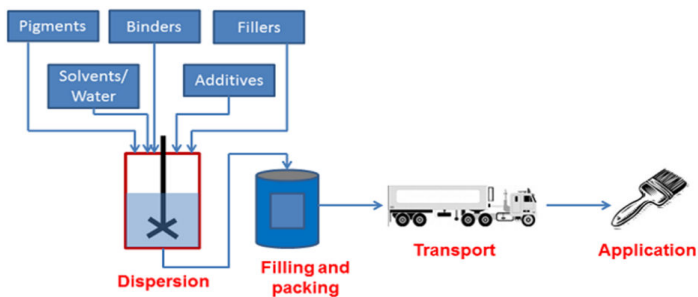 Pigments
Binders
Fillers
Solvents/
Water
Additives
Dispersion
Filling and
packing
Transport
Application